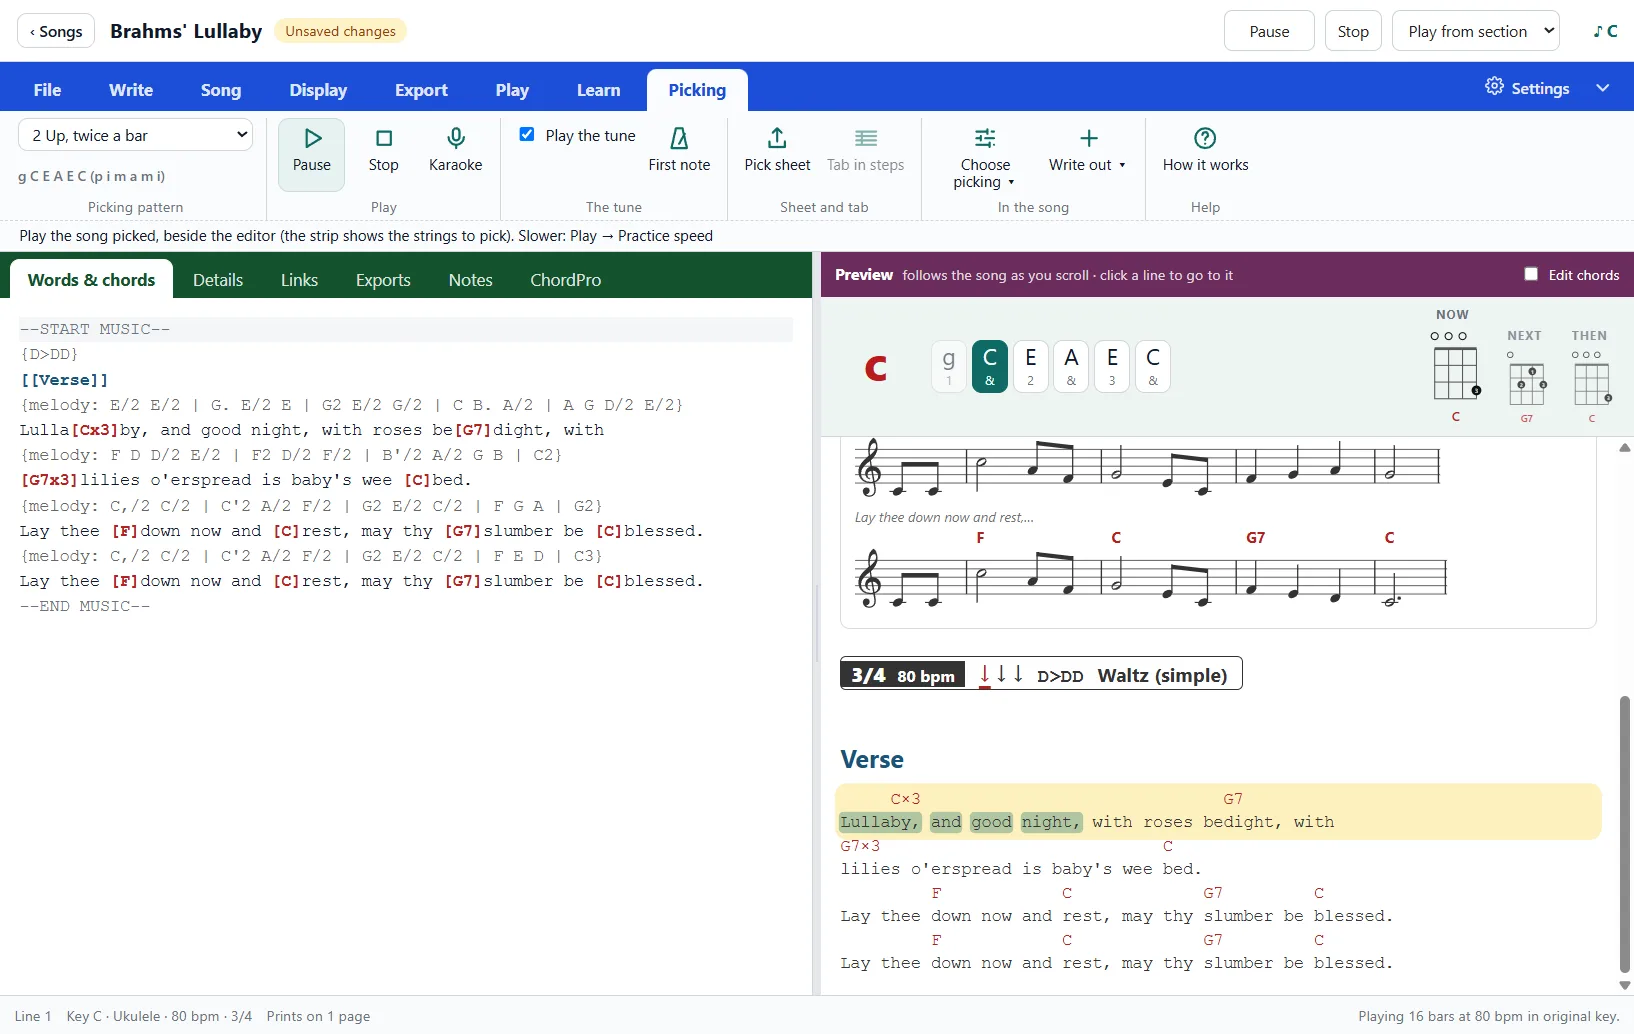 ‹ Songs Brahms' Lullaby Unsaved changes Pause Stop Play from section ♪ C
File Write Song Display Export Play Learn Picking Settings
2 Up, twice a bar
g C E A E C (p i m a m i)
Picking pattern
Pause Stop Karaoke
Play
Play the tune First note
The tune
Pick sheet Tab in steps
Sheet and tab
Choose picking ▾ Write out ▾
In the song
How it works
Help
Play the song picked, beside the editor (the strip shows the strings to pick). Slower: Play → Practice speed
Words & chords Details Links Exports Notes ChordPro
--START MUSIC--
{D>DD}
[[Verse]]
{melody: E/2 E/2 | G. E/2 E | G2 E/2 G/2 | C B. A/2 | A G D/2 E/2}
Lulla[Cx3]by, and good night, with roses be[G7]dight, with
{melody: F D D/2 E/2 | F2 D/2 F/2 | B'/2 A/2 G B | C2}
[G7x3]lilies o'erspread is baby's wee [C]bed.
{melody: C,/2 C/2 | C'2 A/2 F/2 | G2 E/2 C/2 | F G A | G2}
Lay thee [F]down now and [C]rest, may thy [G7]slumber be [C]blessed.
{melody: C,/2 C/2 | C'2 A/2 F/2 | G2 E/2 C/2 | F E D | C3}
Lay thee [F]down now and [C]rest, may thy [G7]slumber be [C]blessed.
--END MUSIC--
Preview follows the song as you scroll · click a line to go to it Edit chords
C
g C E A E C
1 & 2 & 3 &
NOW NEXT THEN
C G7 C
Lay thee down now and rest,...
F C G7 C
3/4 80 bpm ↓↓↓ D>DD Waltz (simple)
Verse
C×3 G7
Lullaby, and good night, with roses bedight, with
G7×3 C
lilies o'erspread is baby's wee bed.
F C G7 C
Lay thee down now and rest, may thy slumber be blessed.
F C G7 C
Lay thee down now and rest, may thy slumber be blessed.
Line 1 Key C · Ukulele · 80 bpm · 3/4 Prints on 1 page
Playing 16 bars at 80 bpm in original key.